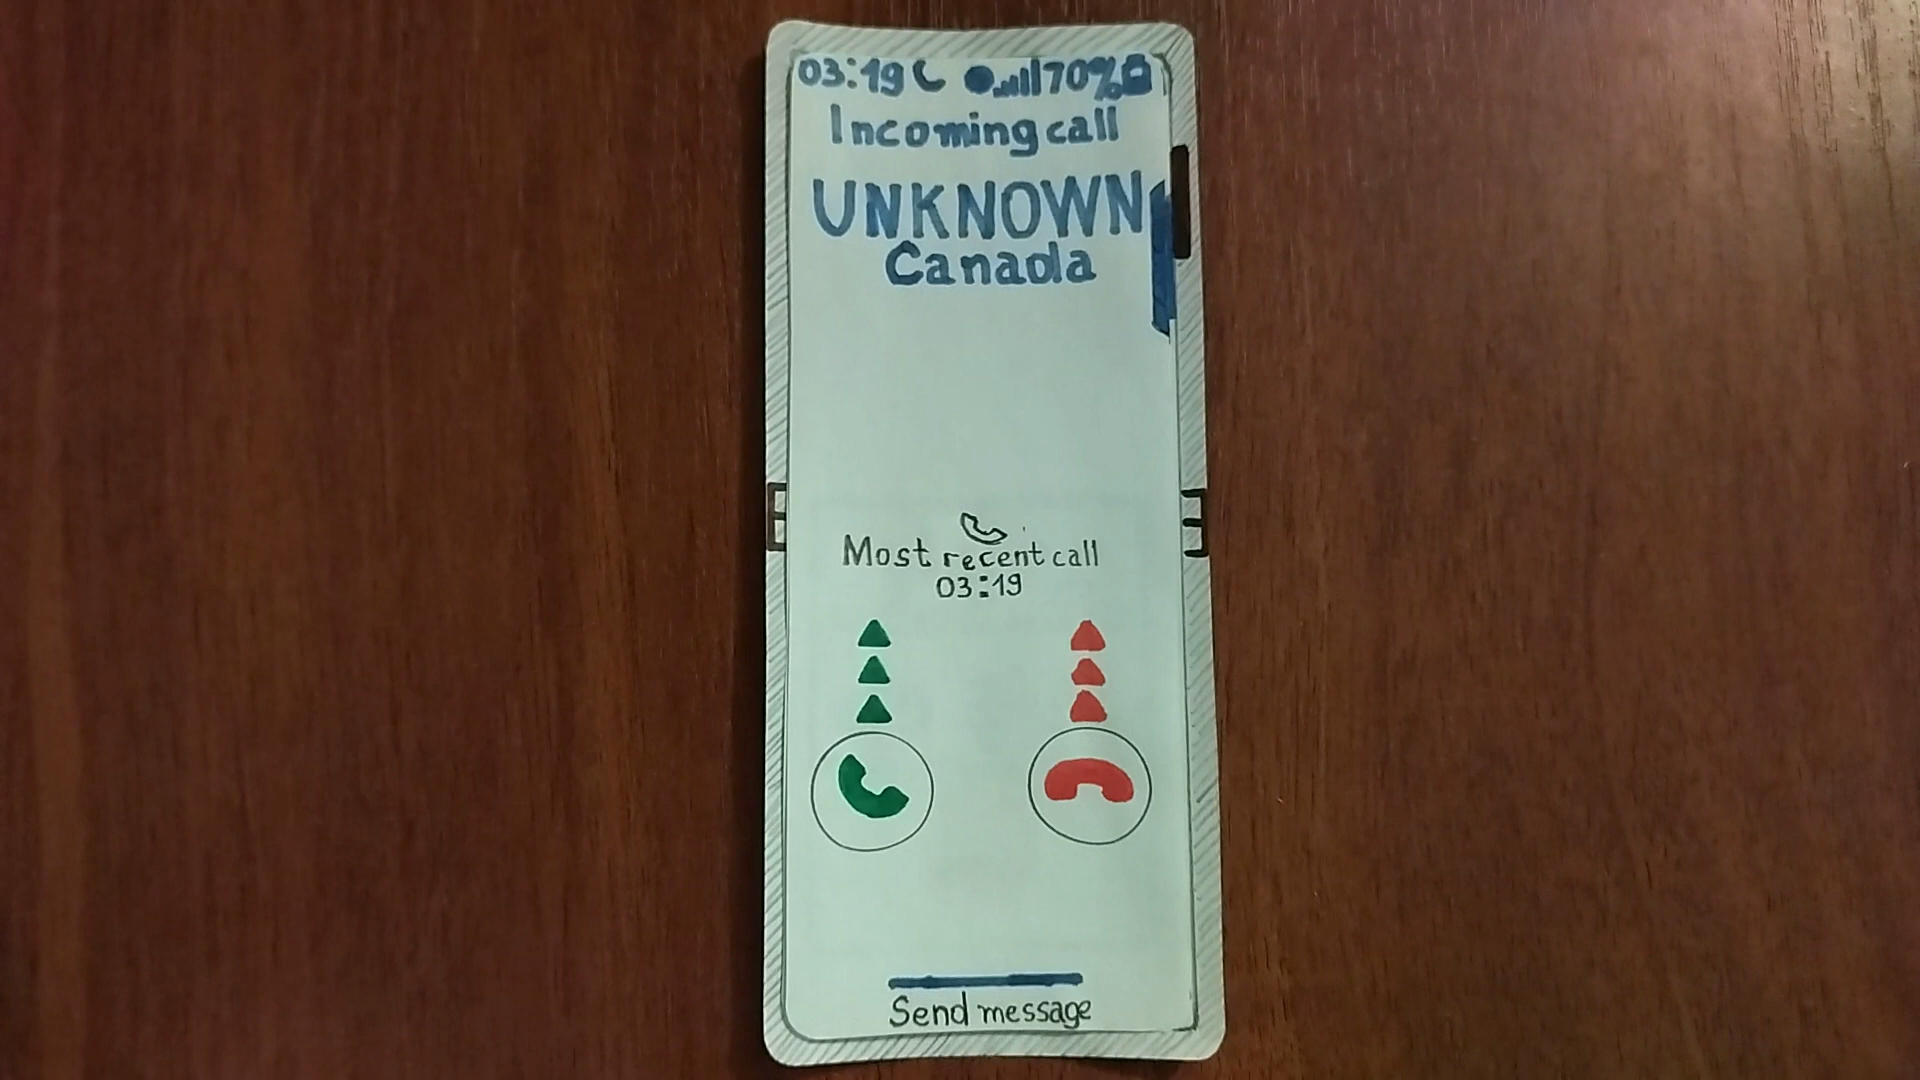 03:19 70%
Incoming call
UNKNOWN
Canada
Most recent call
03:19
Send message